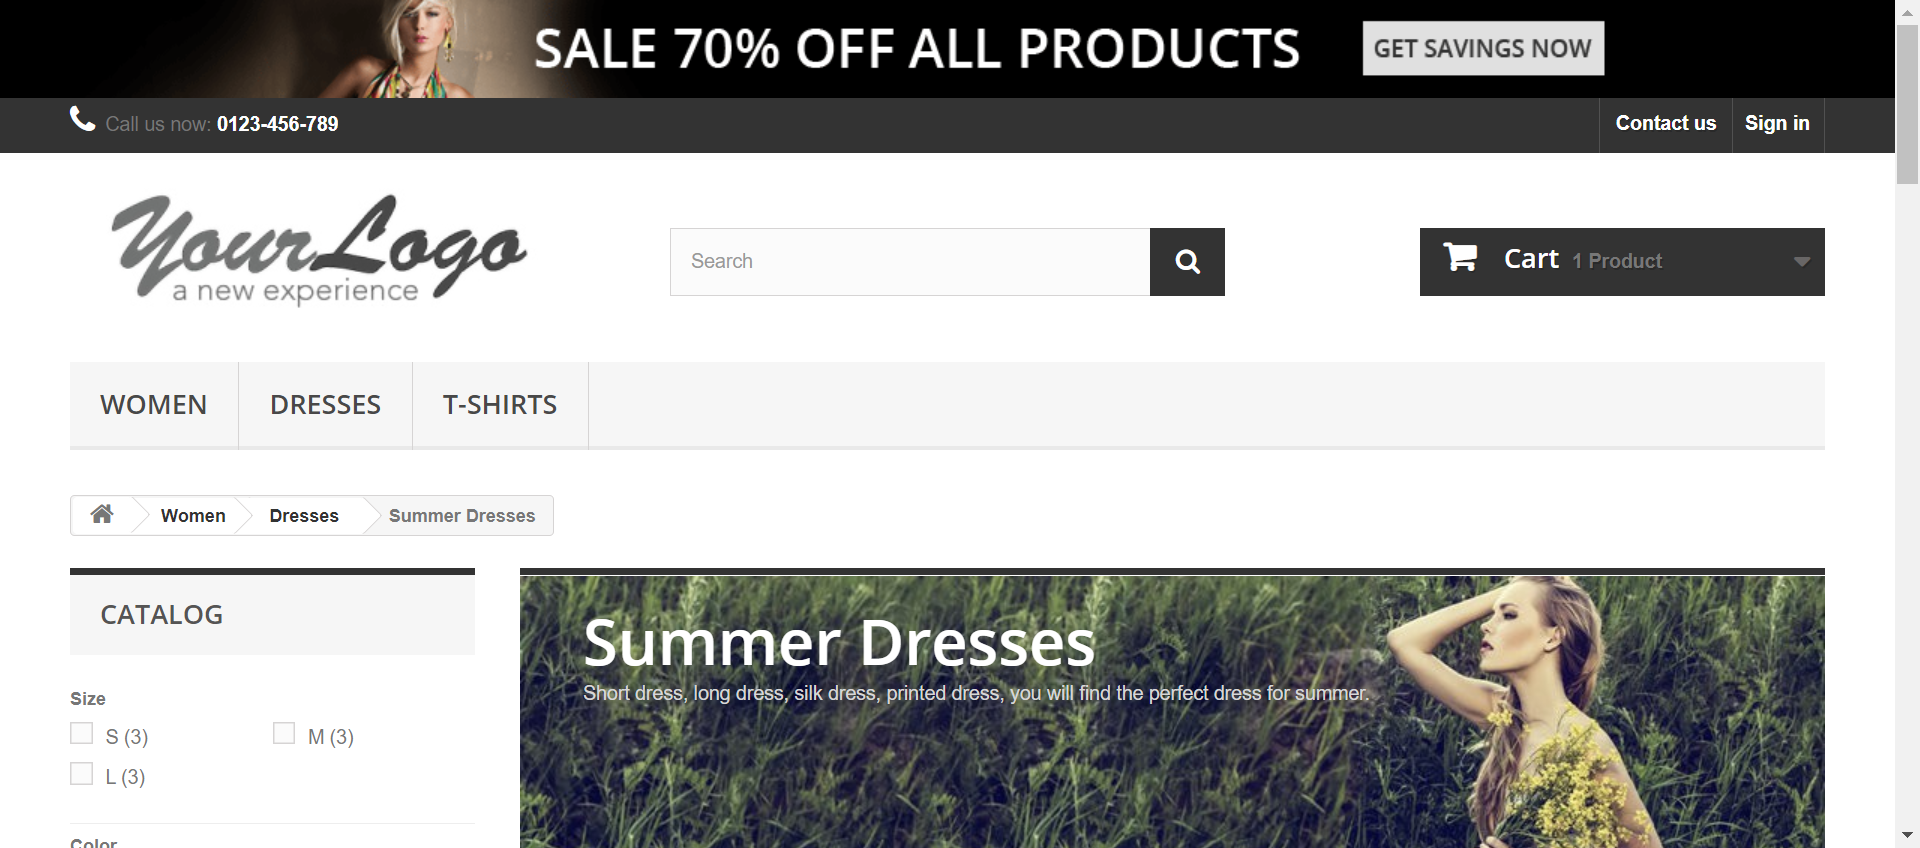 SALE 70% OFF ALL PRODUCTS
GET SAVINGS NOW
Call us now: 0123-456-789
Contact us
Sign in
Your Logo
a new experience
Search
Cart 1 Product
WOMEN
DRESSES
T-SHIRTS
Women
Dresses
Summer Dresses
CATALOG
Size
S (3)
M (3)
L (3)
Color
Summer Dresses
Short dress, long dress, silk dress, printed dress, you will find the perfect dress for summer.